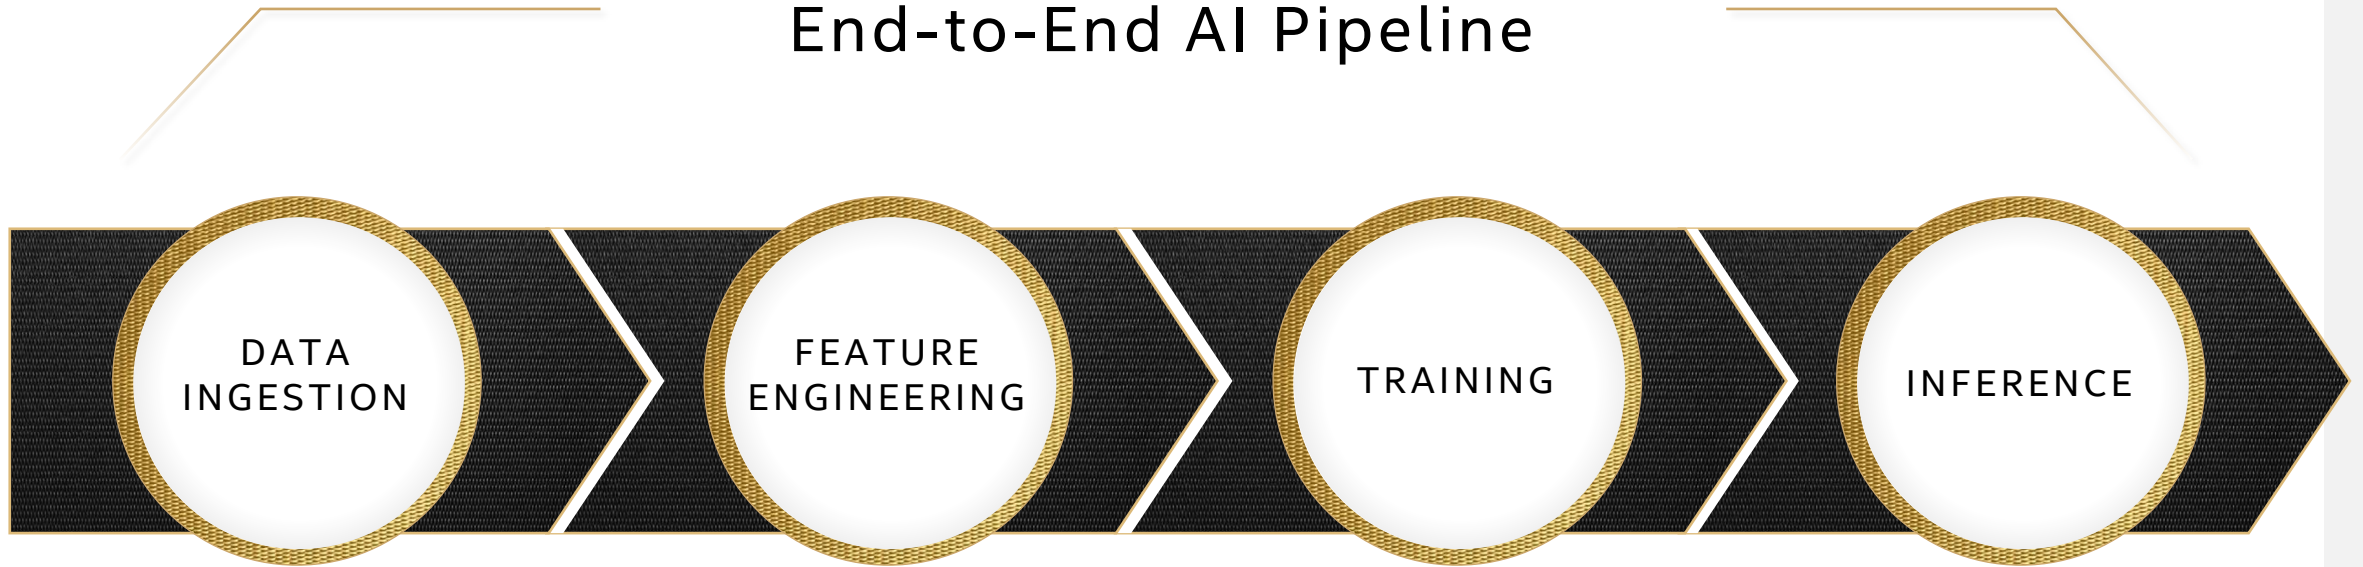 End-to-End AI Pipeline
DATA
INGESTION
FEATURE
ENGINEERING
TRAINING
INFERENCE